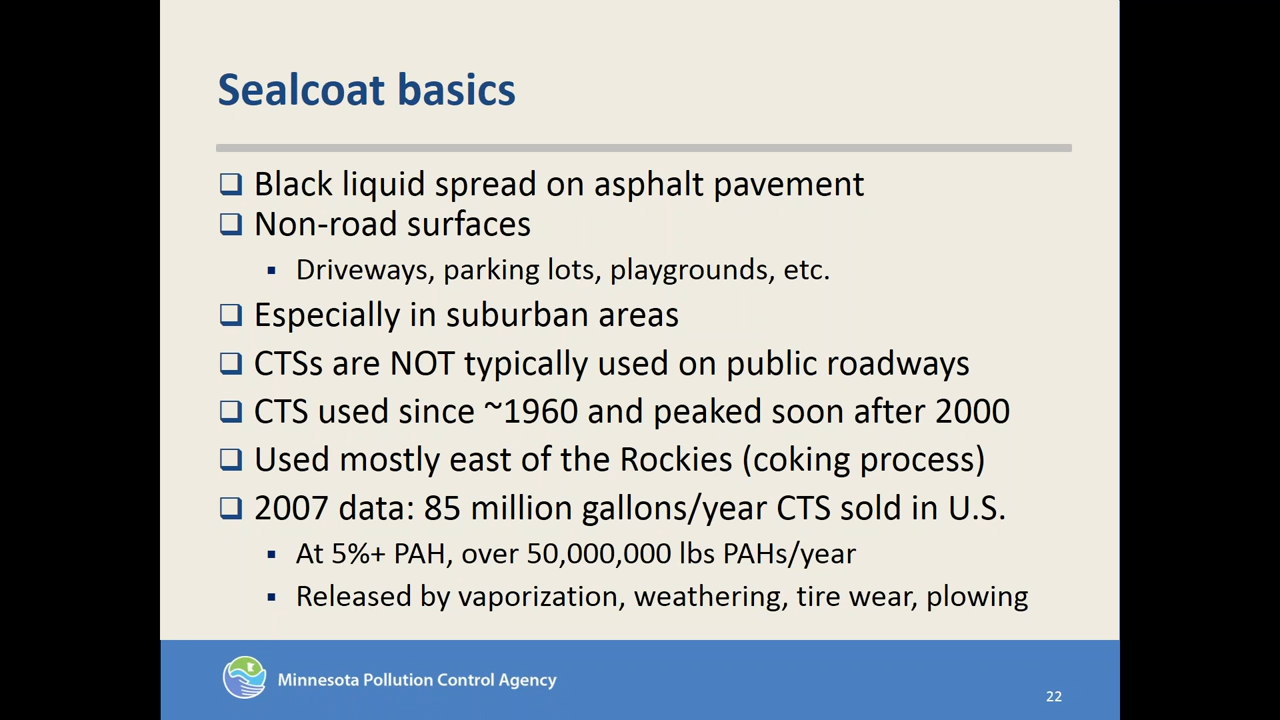 Sealcoat basics
Black liquid spread on asphalt pavement
Non-road surfaces
Driveways, parking lots, playgrounds, etc.
Especially in suburban areas
CTSs are NOT typically used on public roadways
CTS used since ~1960 and peaked soon after 2000
Used mostly east of the Rockies (coking process)
2007 data: 85 million gallons/year CTS sold in U.S.
At 5%+ PAH, over 50,000,000 lbs PAHs/year
Released by vaporization, weathering, tire wear, plowing
Minnesota Pollution Control Agency
22